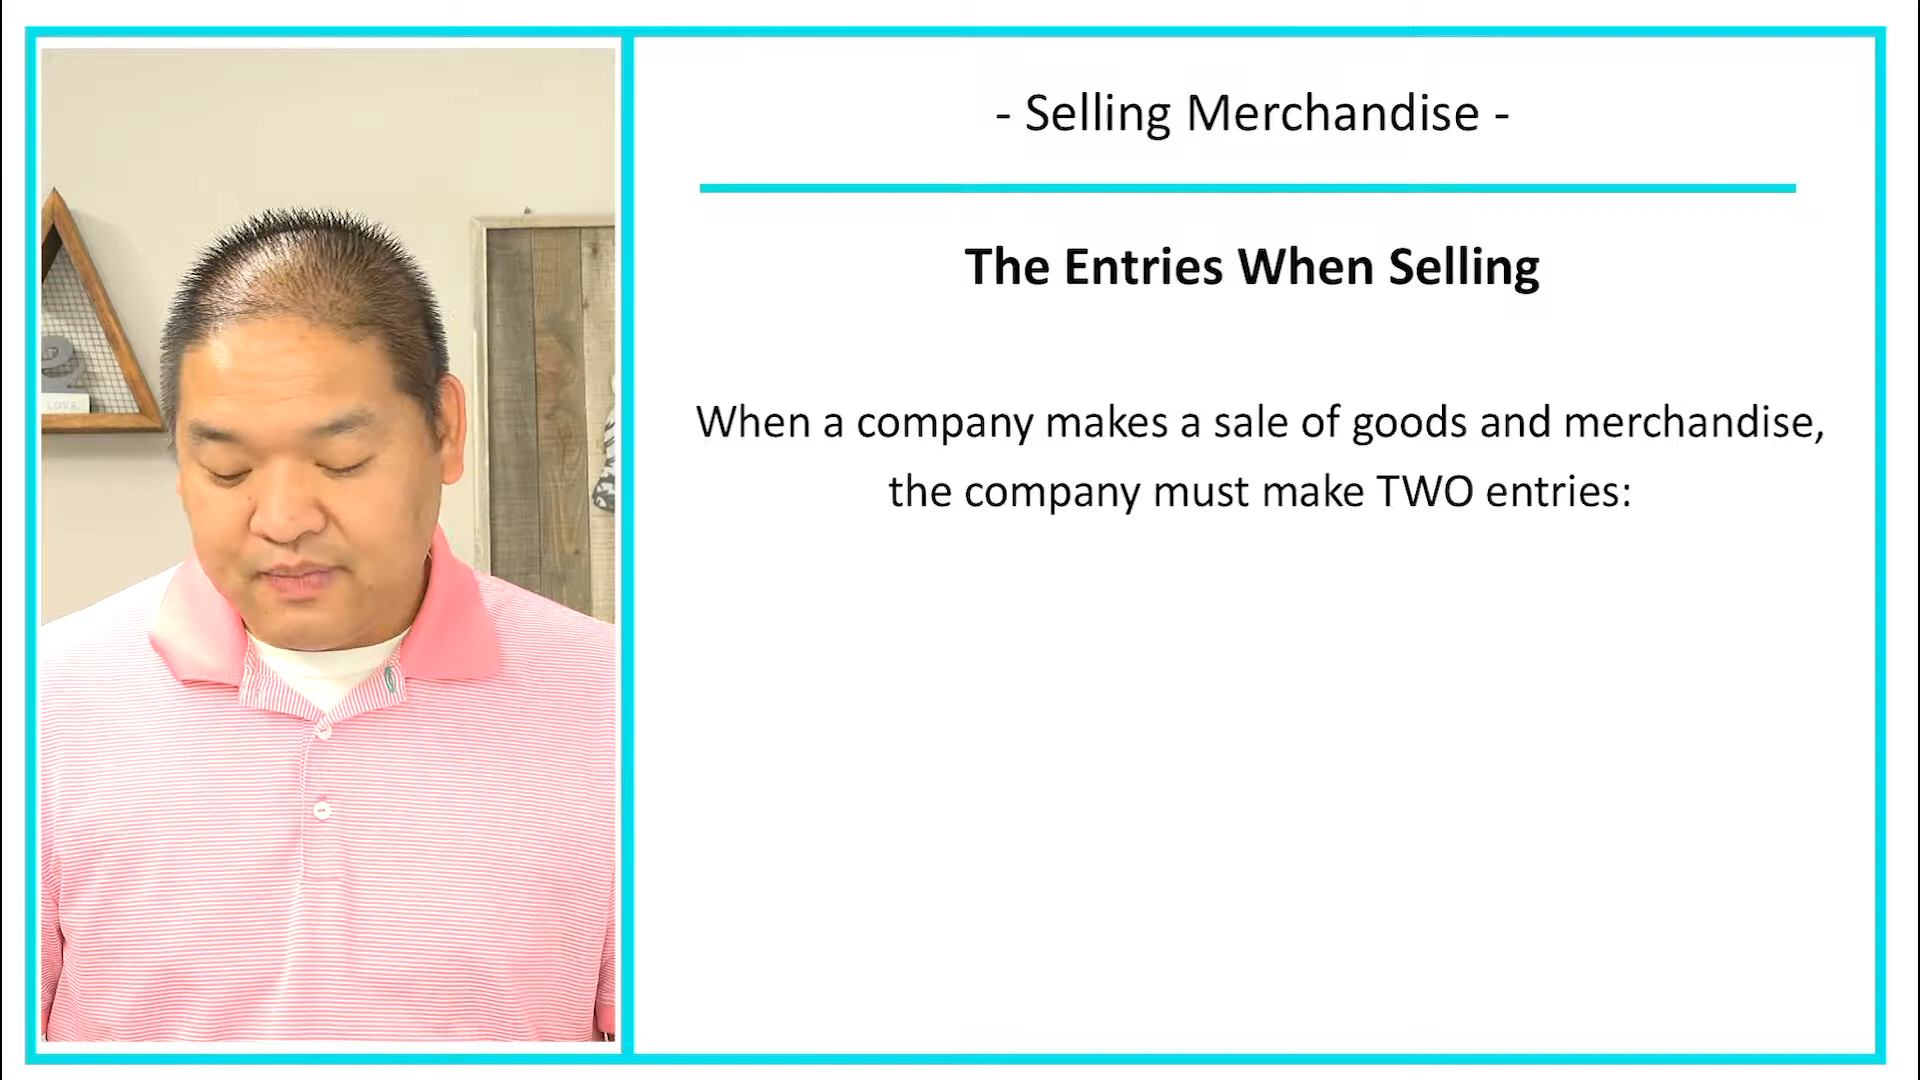 - Selling Merchandise -
The Entries When Selling
When a company makes a sale of goods and merchandise,
the company must make TWO entries:
LOVE